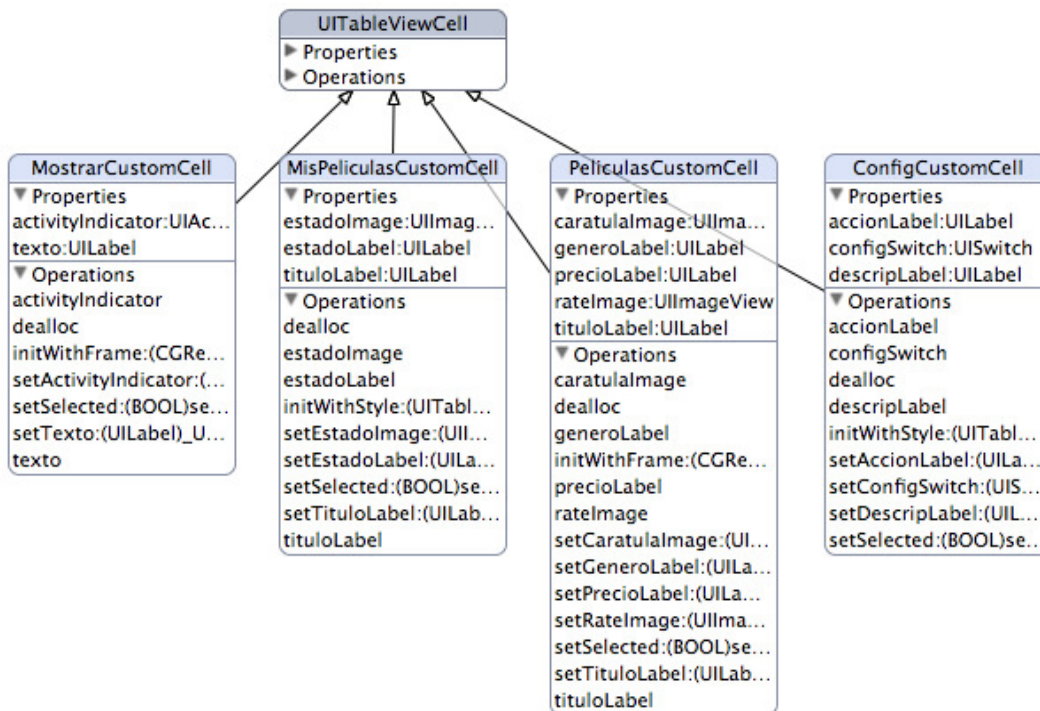 UITableViewCell
Properties
Operations
MostrarCustomCell
Properties
activityIndicator:UIAc...
texto:UILabel
Operations
activityIndicator
dealloc
initWithFrame:(CGRe...
setActivityIndicator:(...
setSelected:(BOOL)se...
setTexto:(UILabel)_U...
texto
MisPeliculasCustomCell
Properties
estadoImage:UIImag...
estadoLabel:UILabel
tituloLabel:UILabel
Operations
dealloc
estadoImage
estadoLabel
initWithStyle:(UITabl...
setEstadoImage:(UII...
setEstadoLabel:(UILa...
setSelected:(BOOL)se...
setTituloLabel:(UILab...
tituloLabel
PeliculasCustomCell
Properties
caratulaImage:UIIma...
generoLabel:UILabel
precioLabel:UILabel
rateImage:UIImageView
tituloLabel:UILabel
Operations
caratulaImage
dealloc
generoLabel
initWithFrame:(CGRe...
precioLabel
rateImage
setCaratulaImage:(UI...
setGeneroLabel:(UILa...
setPrecioLabel:(UILa...
setRateImage:(UIIma...
setSelected:(BOOL)se...
setTituloLabel:(UILab...
tituloLabel
ConfigCustomCell
Properties
accionLabel:UILabel
configSwitch:UISwitch
descripLabel:UILabel
Operations
accionLabel
configSwitch
dealloc
descripLabel
initWithStyle:(UITabl...
setAccionLabel:(UILa...
setConfigSwitch:(UIS...
setDescripLabel:(UIL...
setSelected:(BOOL)se...